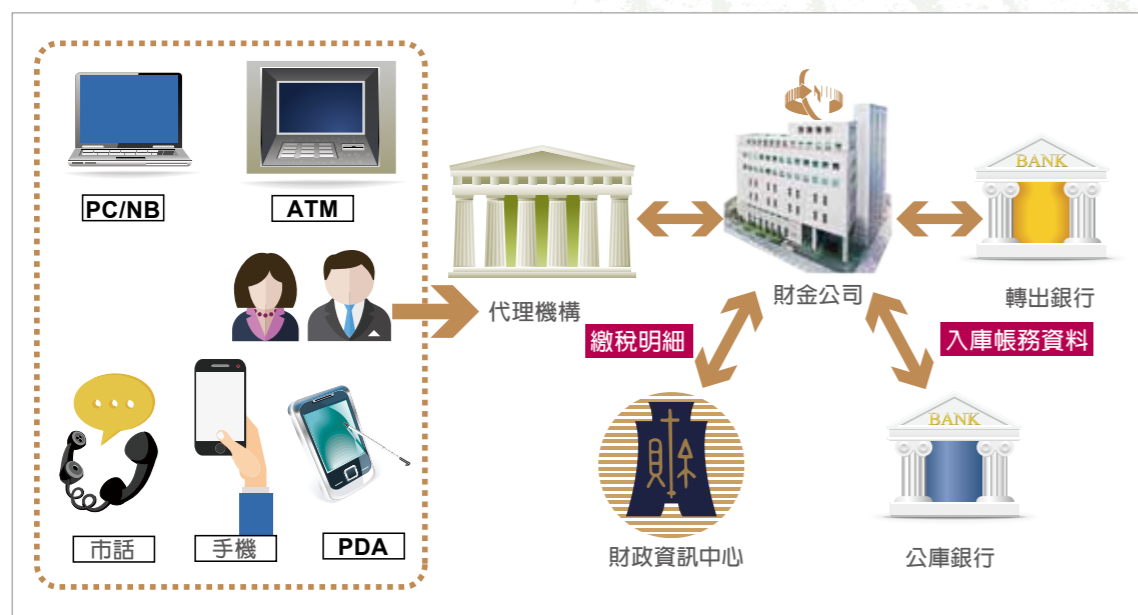 PC/NB
ATM
代理機構
財金公司
BANK
轉出銀行
繳稅明細
入庫帳務資料
BANK
市話
手機
PDA
財政資訊中心
公庫銀行